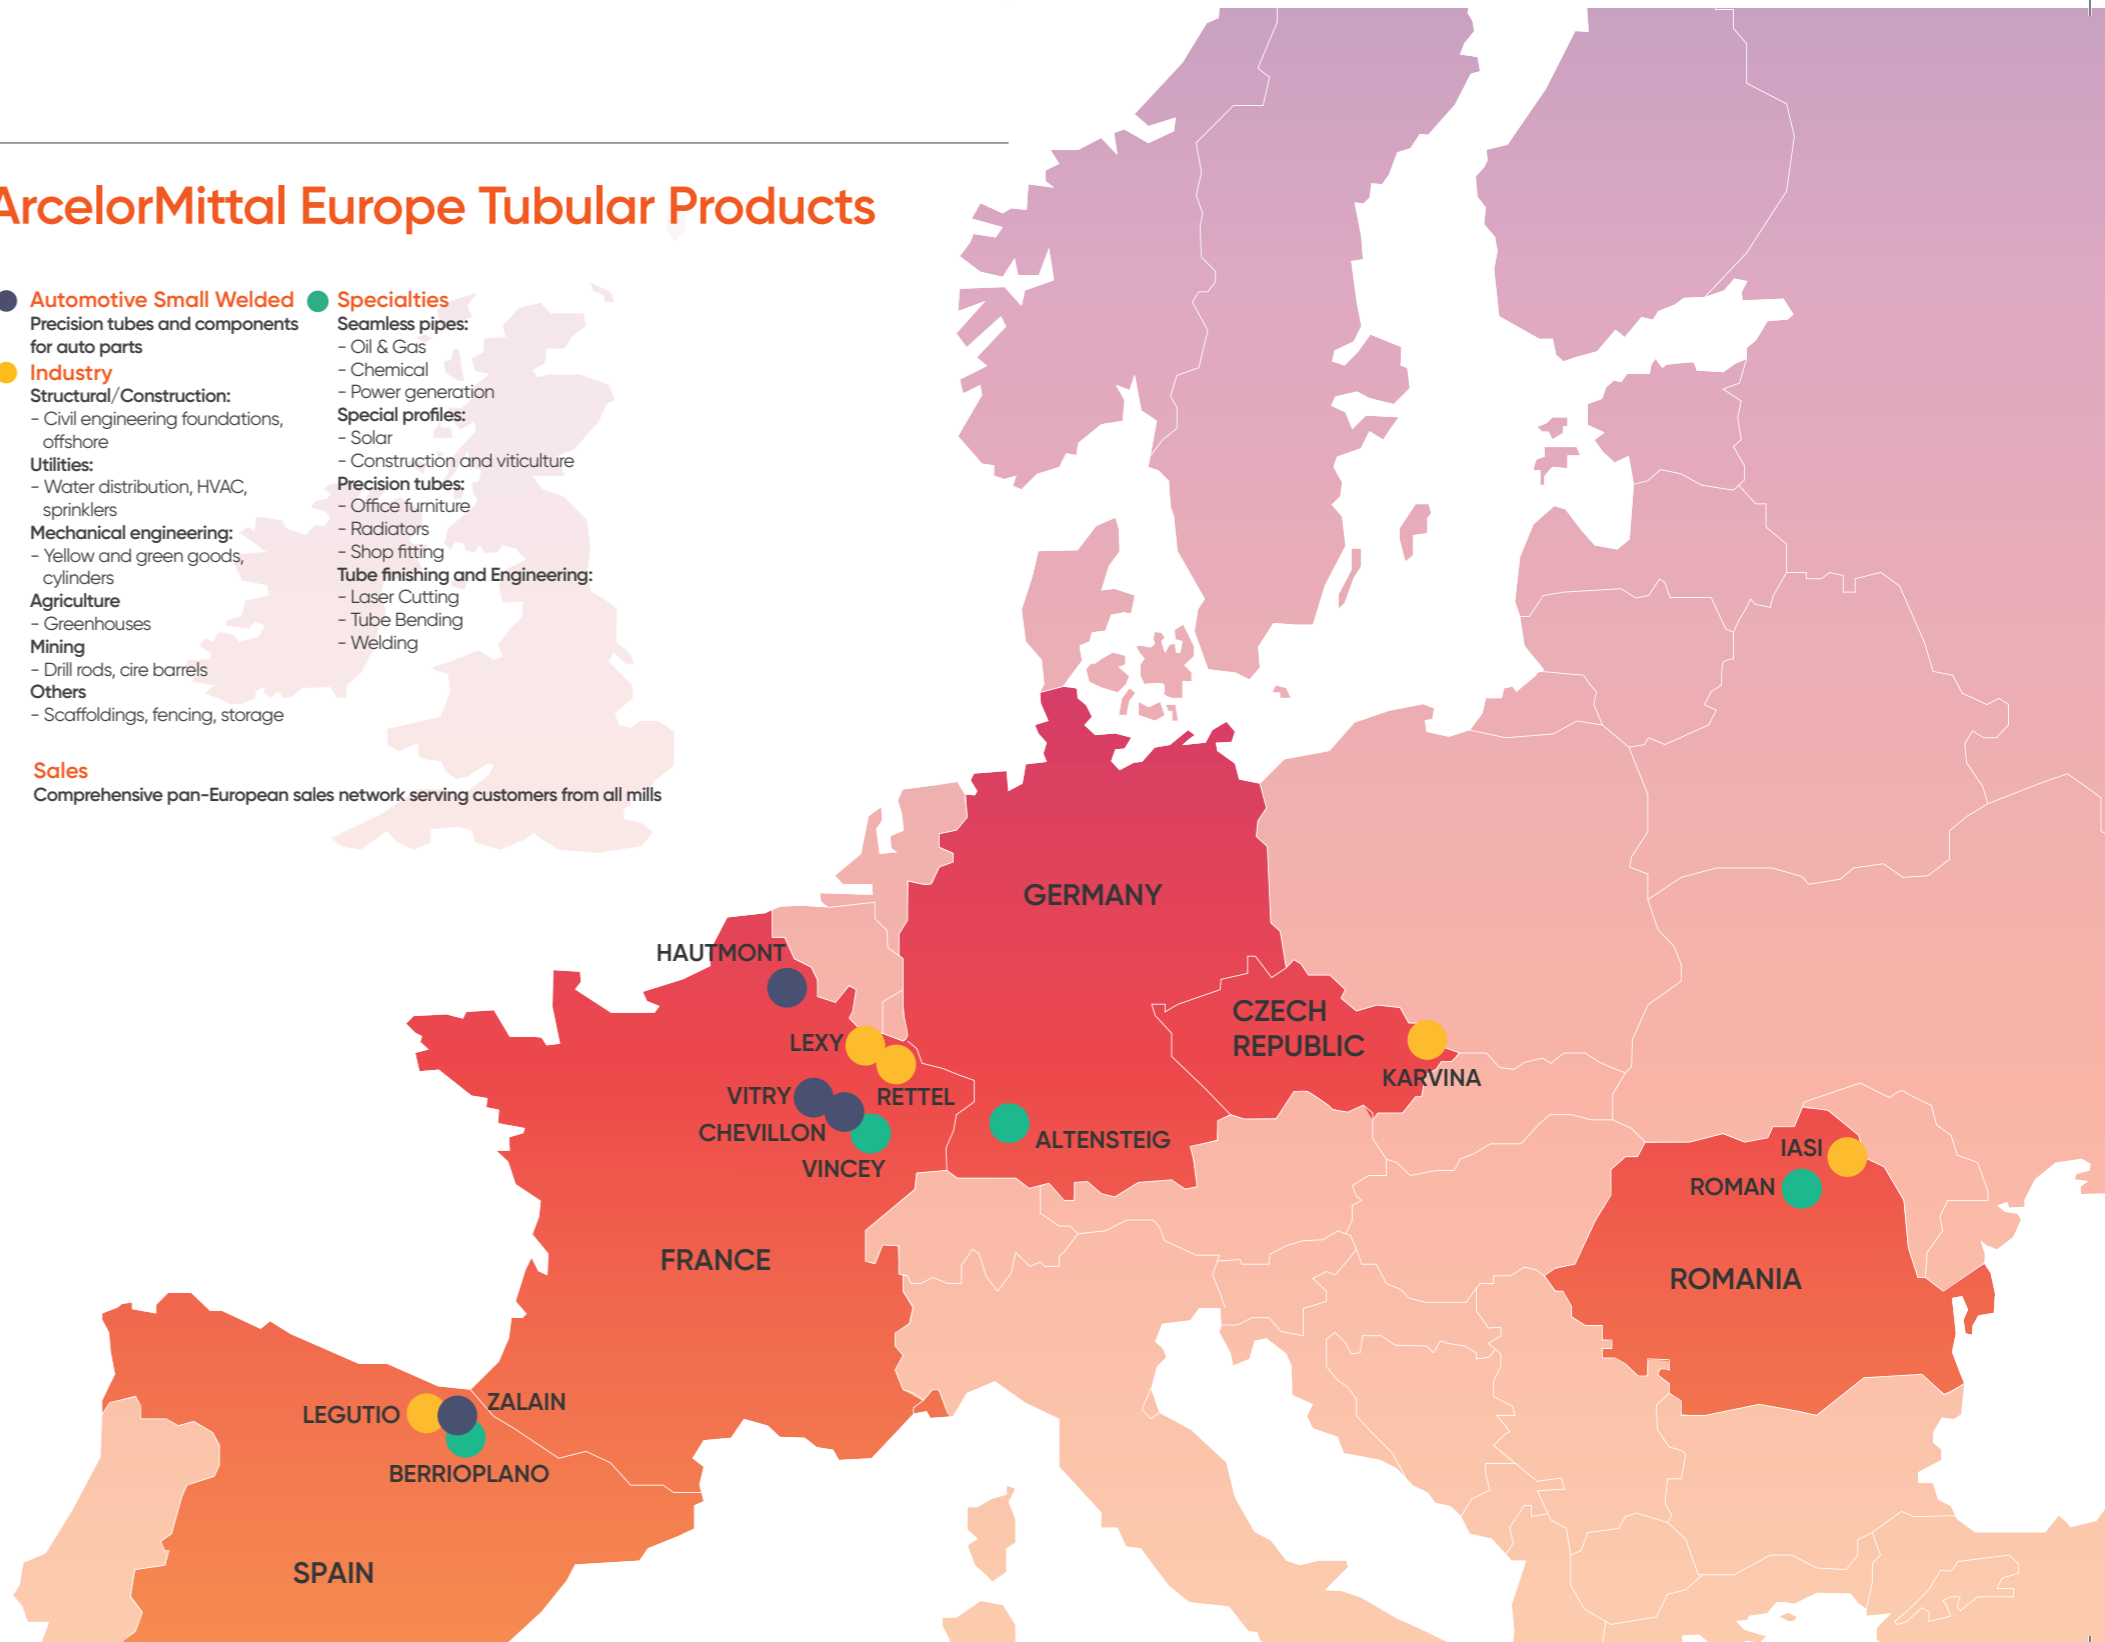 ArcelorMittal Europe Tubular Products
Automotive Small Welded
Precision tubes and components
for auto parts
Industry
Structural/Construction:
- Civil engineering foundations,
offshore
Utilities:
- Water distribution, HVAC,
sprinklers
Mechanical engineering:
- Yellow and green goods,
cylinders
Agriculture
- Greenhouses
Mining
- Drill rods, cire barrels
Others
- Scaffoldings, fencing, storage
Specialties
Seamless pipes:
- Oil & Gas
- Chemical
- Power generation
Special profiles:
- Solar
- Construction and viticulture
Precision tubes:
- Office furniture
- Radiators
- Shop fitting
Tube finishing and Engineering:
- Laser Cutting
- Tube Bending
- Welding
Sales
Comprehensive pan-European sales network serving customers from all mills
GERMANY
HAUTMONT
CZECH
REPUBLIC
LEXY
KARVINA
VITRY
RETTEL
CHEVILLON
ALTENSTEIG
VINCEY
IASI
ROMAN
FRANCE
ROMANIA
ZALAIN
LEGUTIO
BERRIOPLANO
SPAIN